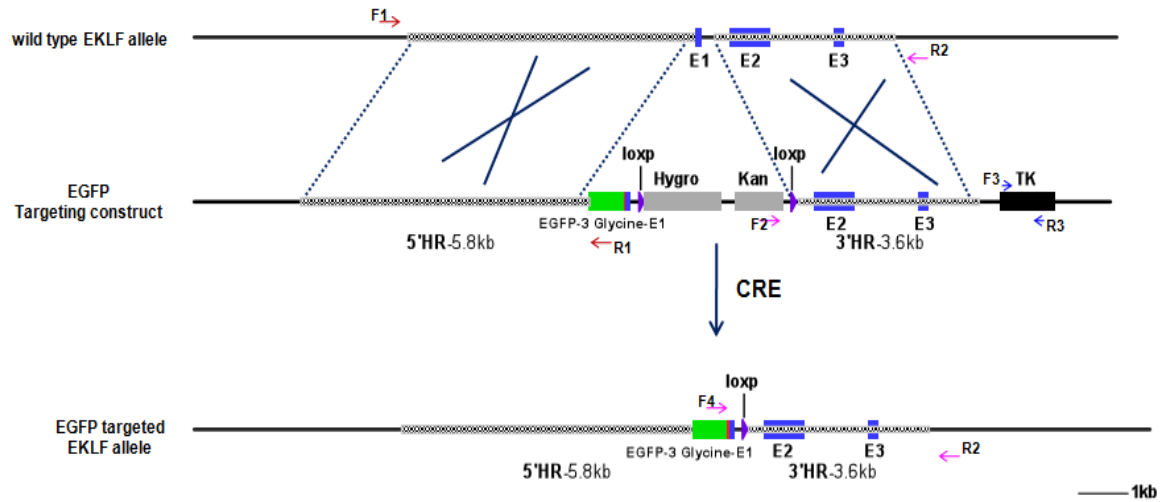 F1
wild type EKLF allele
E1
E2
E3
R2
loxp
Hygro
Kan
loxp
F3
TK
EGFP
Targeting construct
EGFP-3 Glycine-E1
F2
E2
E3
R3
5'HR-5.8kb
R1
3'HR-3.6kb
CRE
loxp
F4
EGFP targeted
EKLF allele
EGFP-3 Glycine-E1
E2
E3
R2
5'HR-5.8kb
3'HR-3.6kb
1kb